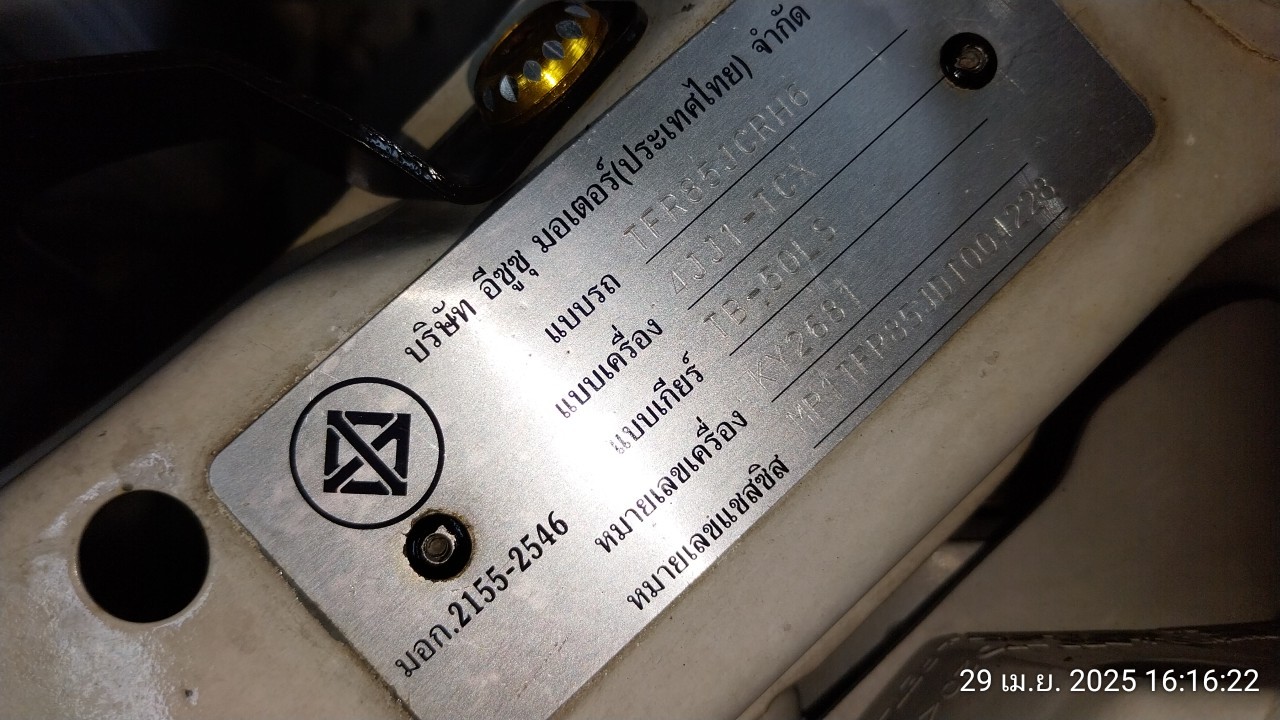 บริษัท อีซูซุ มอเตอร์(ประเทศไทย) จำกัด
แบบรถ TFR85JCRH6
แบบเครื่อง 4JJ1-TCX
แบบเกียร์ TB-50LS
หมายเลขเครื่อง KY2681
หมายเลขแชสซิส
มอก.2155-2546
29 เม.ย. 2025 16:16:22